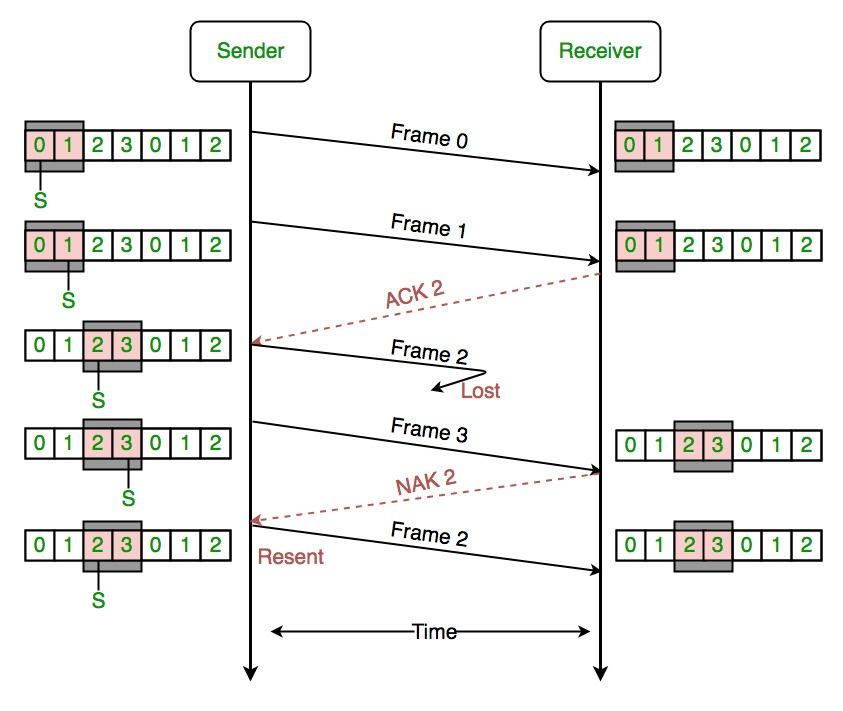 Sender
Receiver
0 1 2 3 0 1 2
Frame 0
0 1 2 3 0 1 2
S
0 1 2 3 0 1 2
Frame 1
0 1 2 3 0 1 2
S
ACK 2
0 1 2 3 0 1 2
Frame 2
S
Lost
0 1 2 3 0 1 2
Frame 3
0 1 2 3 0 1 2
S
NAK 2
0 1 2 3 0 1 2
Resent
Frame 2
0 1 2 3 0 1 2
S
Time